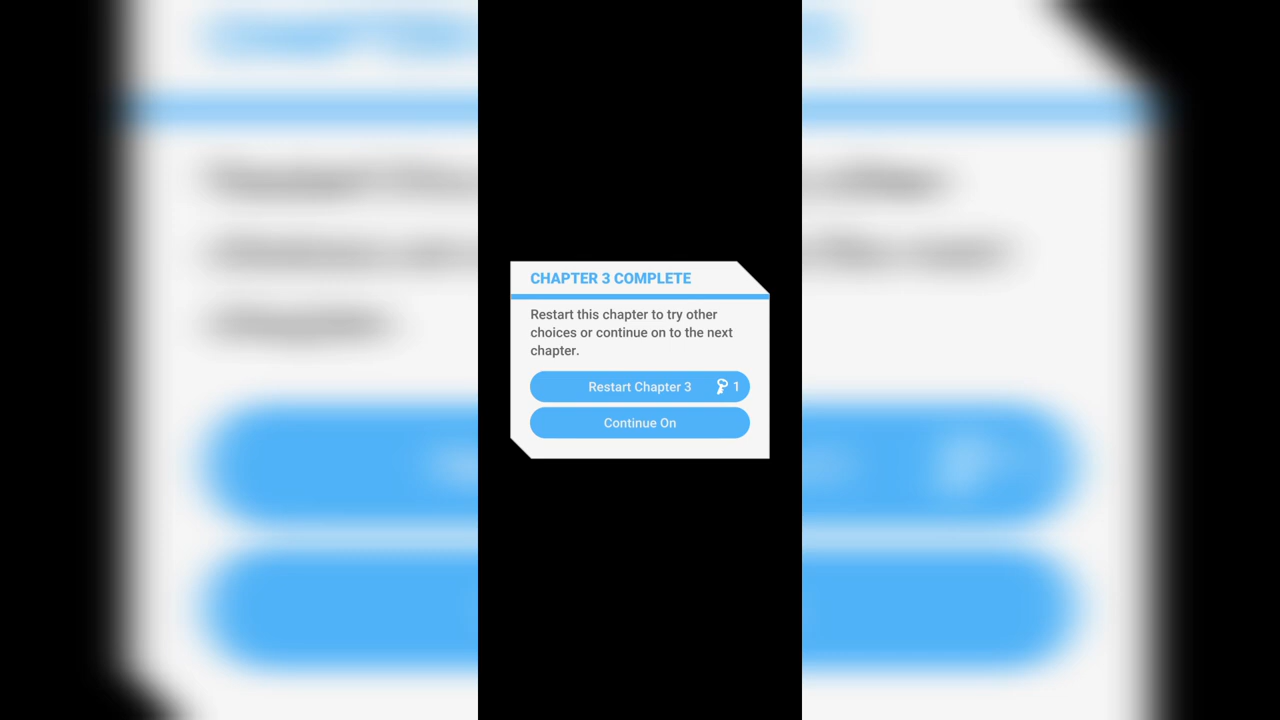 CHAPTER 3 COMPLETE
Restart this chapter to try other
choices or continue on to the next
chapter.
Restart Chapter 3 1
Continue On